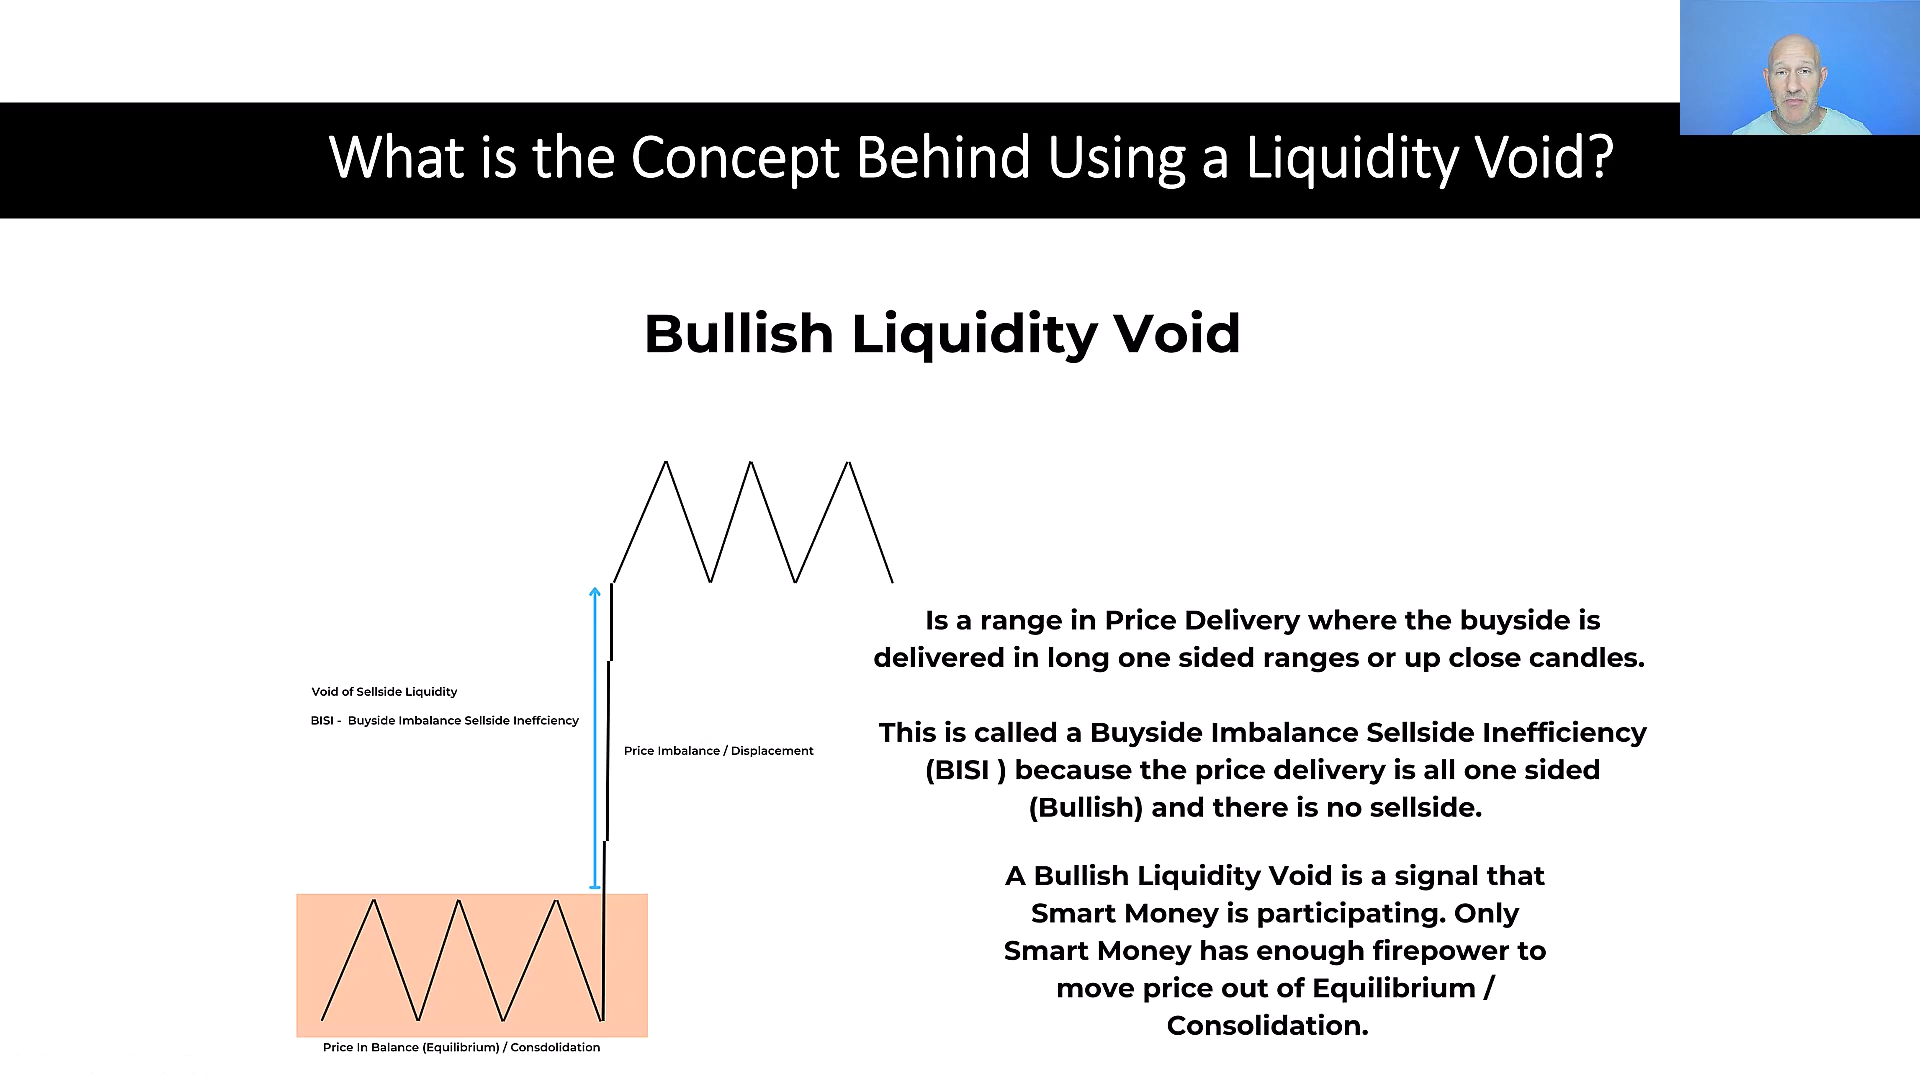 What is the Concept Behind Using a Liquidity Void?
Bullish Liquidity Void
Void of Sellside Liquidity
BISI - Buyside Imbalance Sellside Ineffciency
Price Imbalance / Displacement
Price In Balance (Equilibrium) / Consdolidation
Is a range in Price Delivery where the buyside is
delivered in long one sided ranges or up close candles.
This is called a Buyside Imbalance Sellside Inefficiency
(BISI ) because the price delivery is all one sided
(Bullish) and there is no sellside.
A Bullish Liquidity Void is a signal that
Smart Money is participating. Only
Smart Money has enough firepower to
move price out of Equilibrium /
Consolidation.